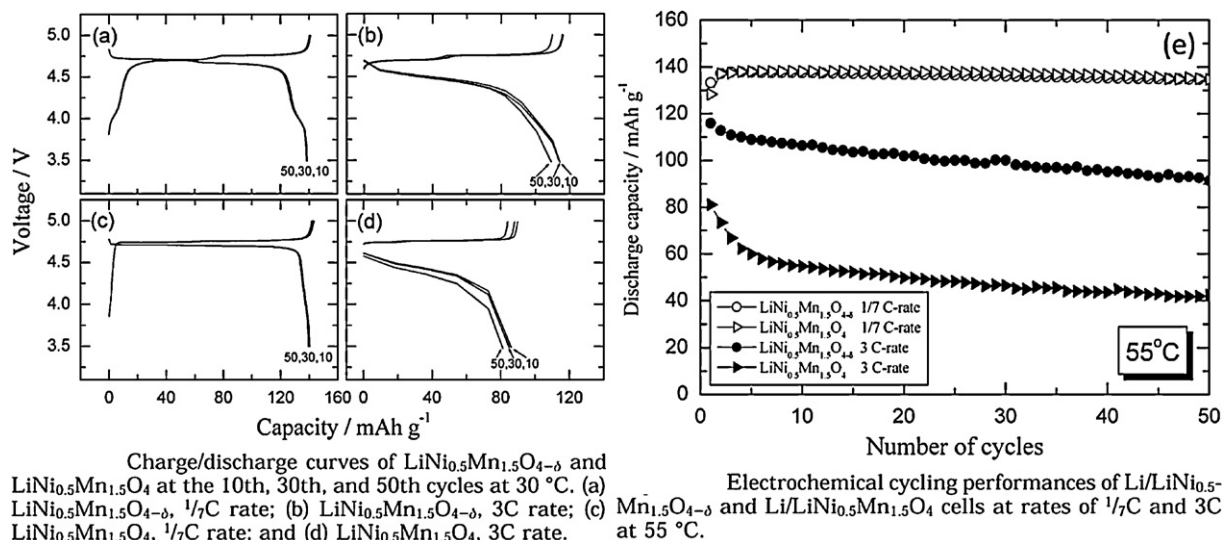 Voltage / V
5.0
4.5
4.0
3.5
(a)
50,30,10
(b)
50,30,10
5.0
4.5
4.0
3.5
(c)
50,30,10
(d)
50,30,10
0 40 80 120 0 40 80 120
Capacity / mAh g⁻¹
Charge/discharge curves of LiNi₀.₅Mn₁.₅O₄₋δ and
LiNi₀.₅Mn₁.₅O₄ at the 10th, 30th, and 50th cycles at 30 °C. (a)
LiNi₀.₅Mn₁.₅O₄₋δ, ¹/₇C rate; (b) LiNi₀.₅Mn₁.₅O₄₋δ, 3C rate; (c)
LiNi₀.₅Mn₁.₅O₄, ¹/₇C rate; and (d) LiNi₀.₅Mn₁.₅O₄, 3C rate.
(e)
Discharge capacity / mAh g⁻¹
160
140
120
100
80
60
40
20
0
LiNi₀.₅Mn₁.₅O₄₋δ 1/7 C-rate
LiNi₀.₅Mn₁.₅O₄ 1/7 C-rate
LiNi₀.₅Mn₁.₅O₄₋δ 3 C-rate
LiNi₀.₅Mn₁.₅O₄ 3 C-rate
55°C
0 10 20 30 40 50
Number of cycles
Electrochemical cycling performances of Li/LiNi₀.₅-
Mn₁.₅O₄₋δ and Li/LiNi₀.₅Mn₁.₅O₄ cells at rates of ¹/₇C and 3C
at 55 °C.